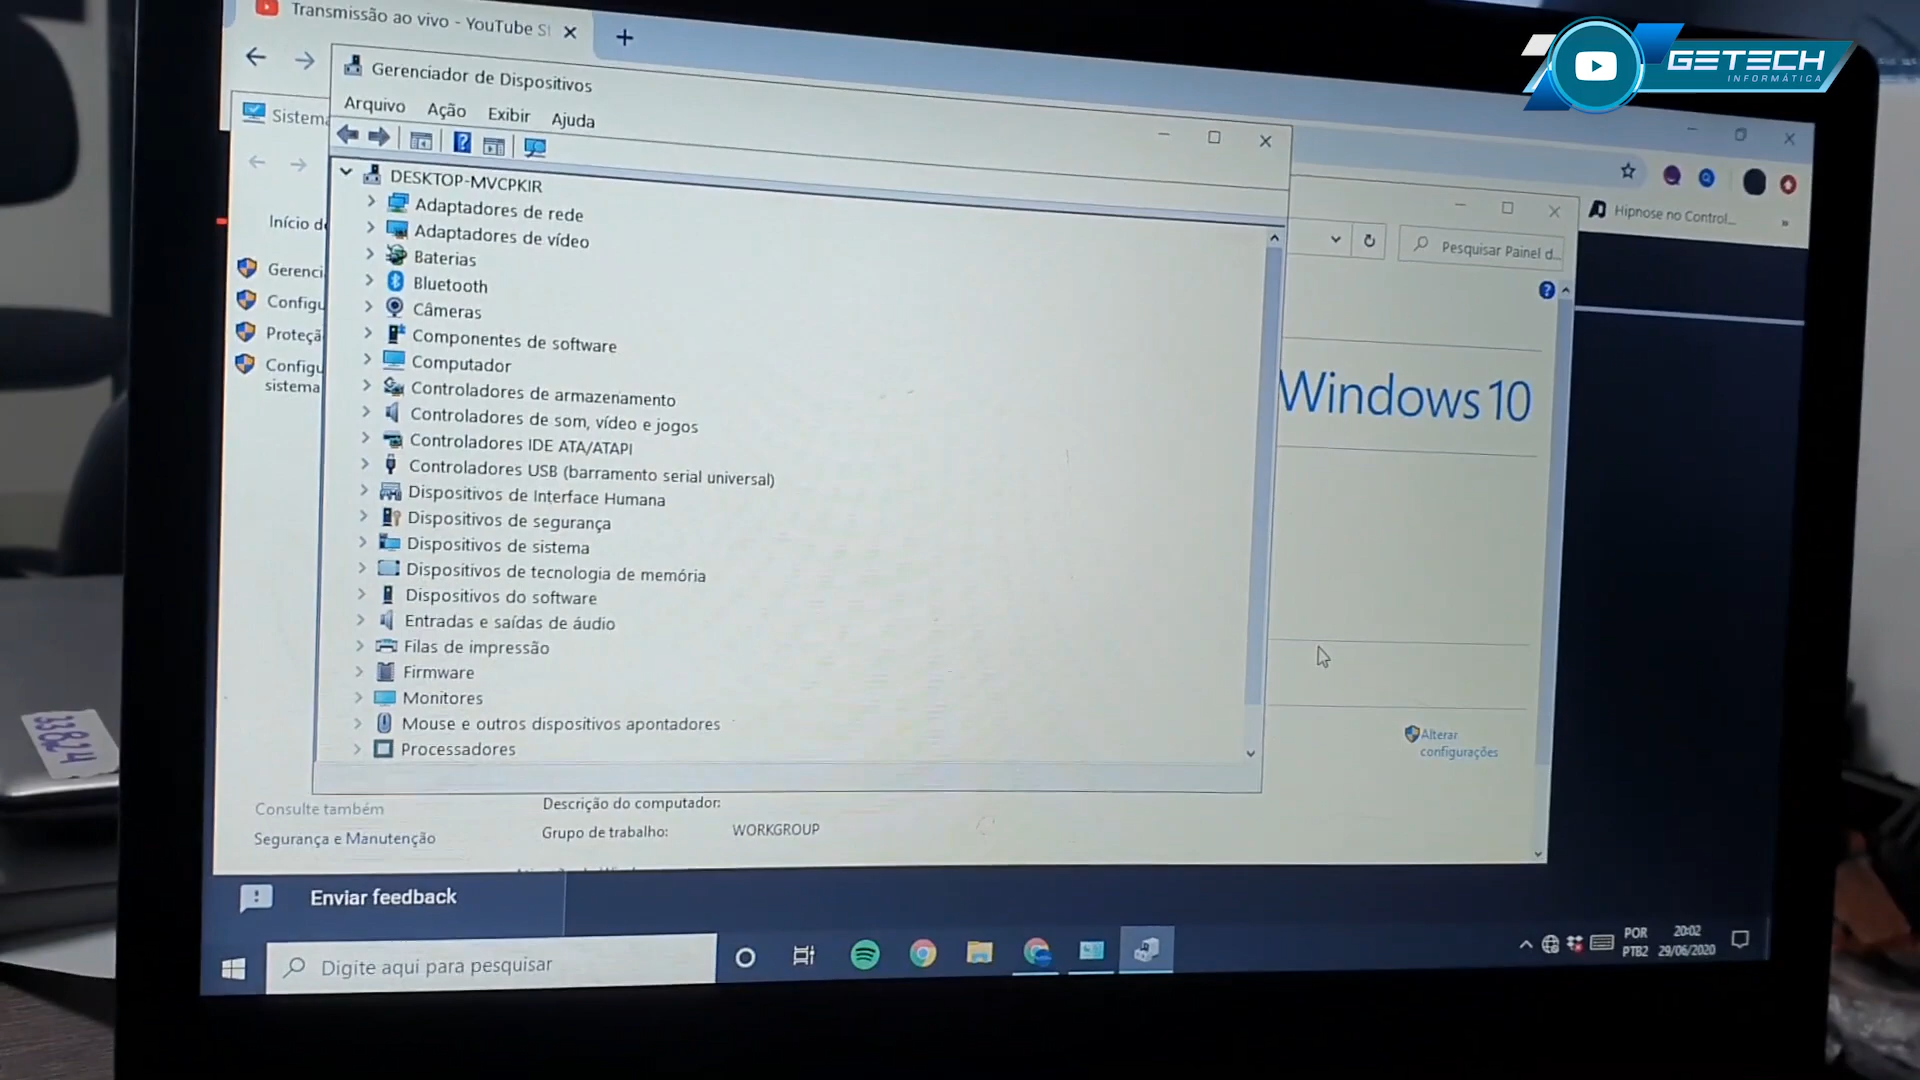 Transmissão ao vivo - YouTube St
GETECH
INFORMÁTICA
Gerenciador de Dispositivos
Arquivo Ação Exibir Ajuda
Sistema
DESKTOP-MVCPKIR
Adaptadores de rede
Adaptadores de vídeo
Baterias
Bluetooth
Câmeras
Componentes de software
Computador
Controladores de armazenamento
Controladores de som, vídeo e jogos
Controladores IDE ATA/ATAPI
Controladores USB (barramento serial universal)
Dispositivos de Interface Humana
Dispositivos de segurança
Dispositivos de sistema
Dispositivos de tecnologia de memória
Dispositivos do software
Entradas e saídas de áudio
Filas de impressão
Firmware
Monitores
Mouse e outros dispositivos apontadores
Processadores
Início d
Gerenci
Configu
Proteçã
Configu
sistema
Hipnose no Control...
»
Pesquisar Painel d...
Windows 10
Alterar
configurações
Consulte também
Segurança e Manutenção
Descrição do computador:
Grupo de trabalho: WORKGROUP
Enviar feedback
Digite aqui para pesquisar
POR
PTB2
20:02
29/06/2020
33824